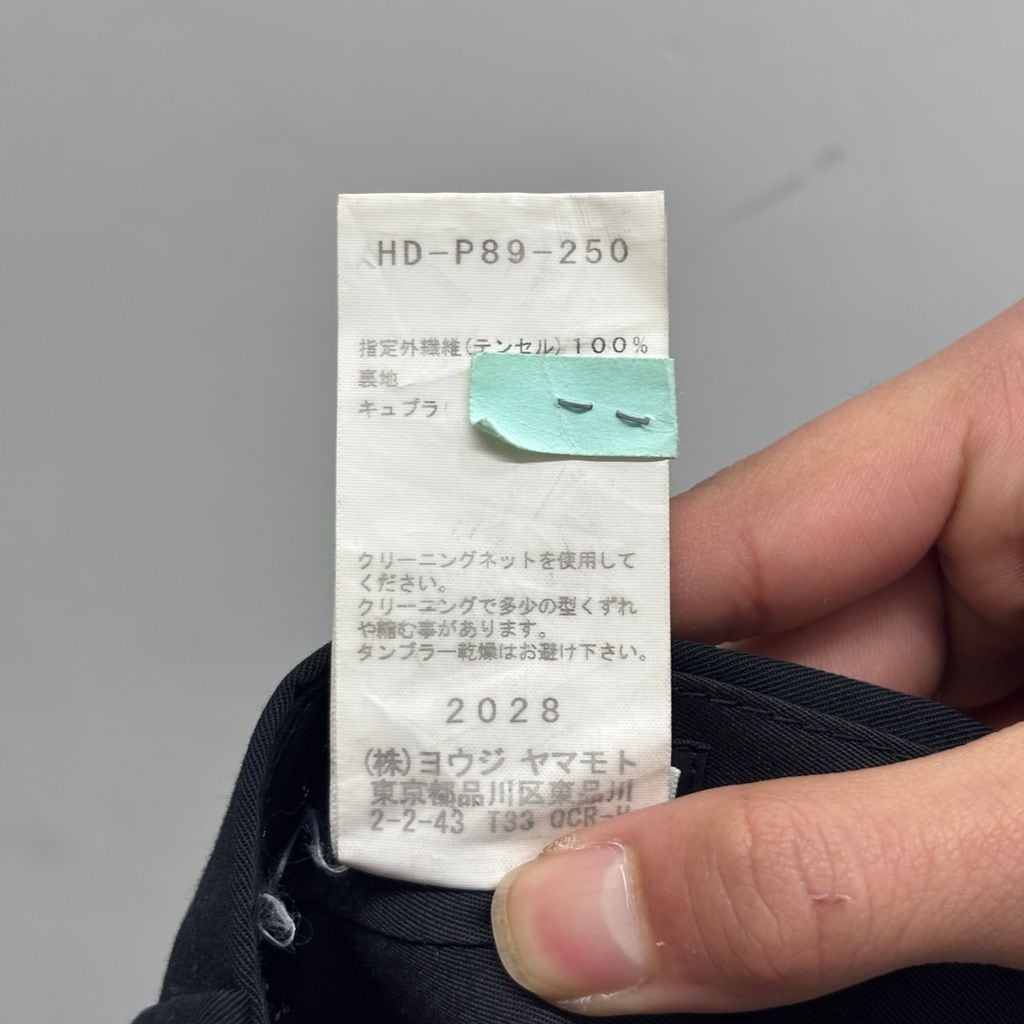 HD-P89-250
指定外繊維(テンセル)100%
裏地
キュプラ
クリーニングネットを使用して
ください。
クリーニングで多少の型くずれ
や縮む事があります。
タンブラー乾燥はお避け下さい。
2028
(株)ヨウジ ヤマモト
東京都品川区東品川
2-2-43 T33 OCR-